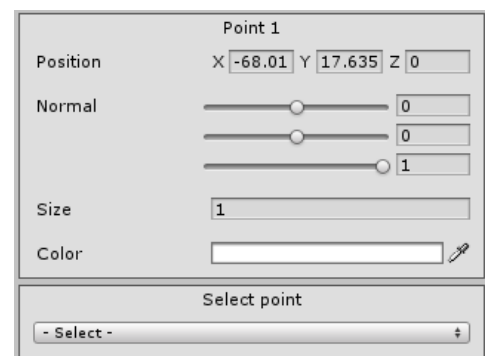 Point 1
Position X -68.01 Y 17.635 Z 0
Normal 0
0
1
Size 1
Color
Select point
- Select -